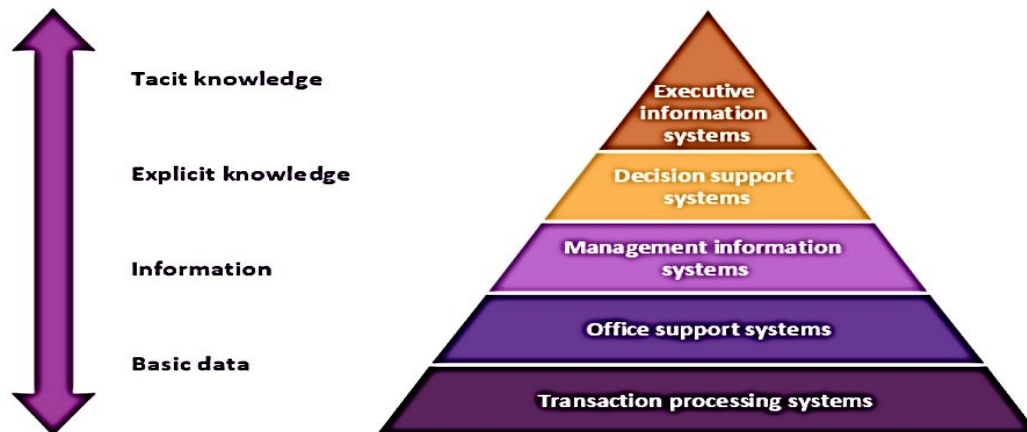 Tacit knowledge
Explicit knowledge
Information
Basic data
Executive
information
systems
Decision support
systems
Management information
systems
Office support systems
Transaction processing systems